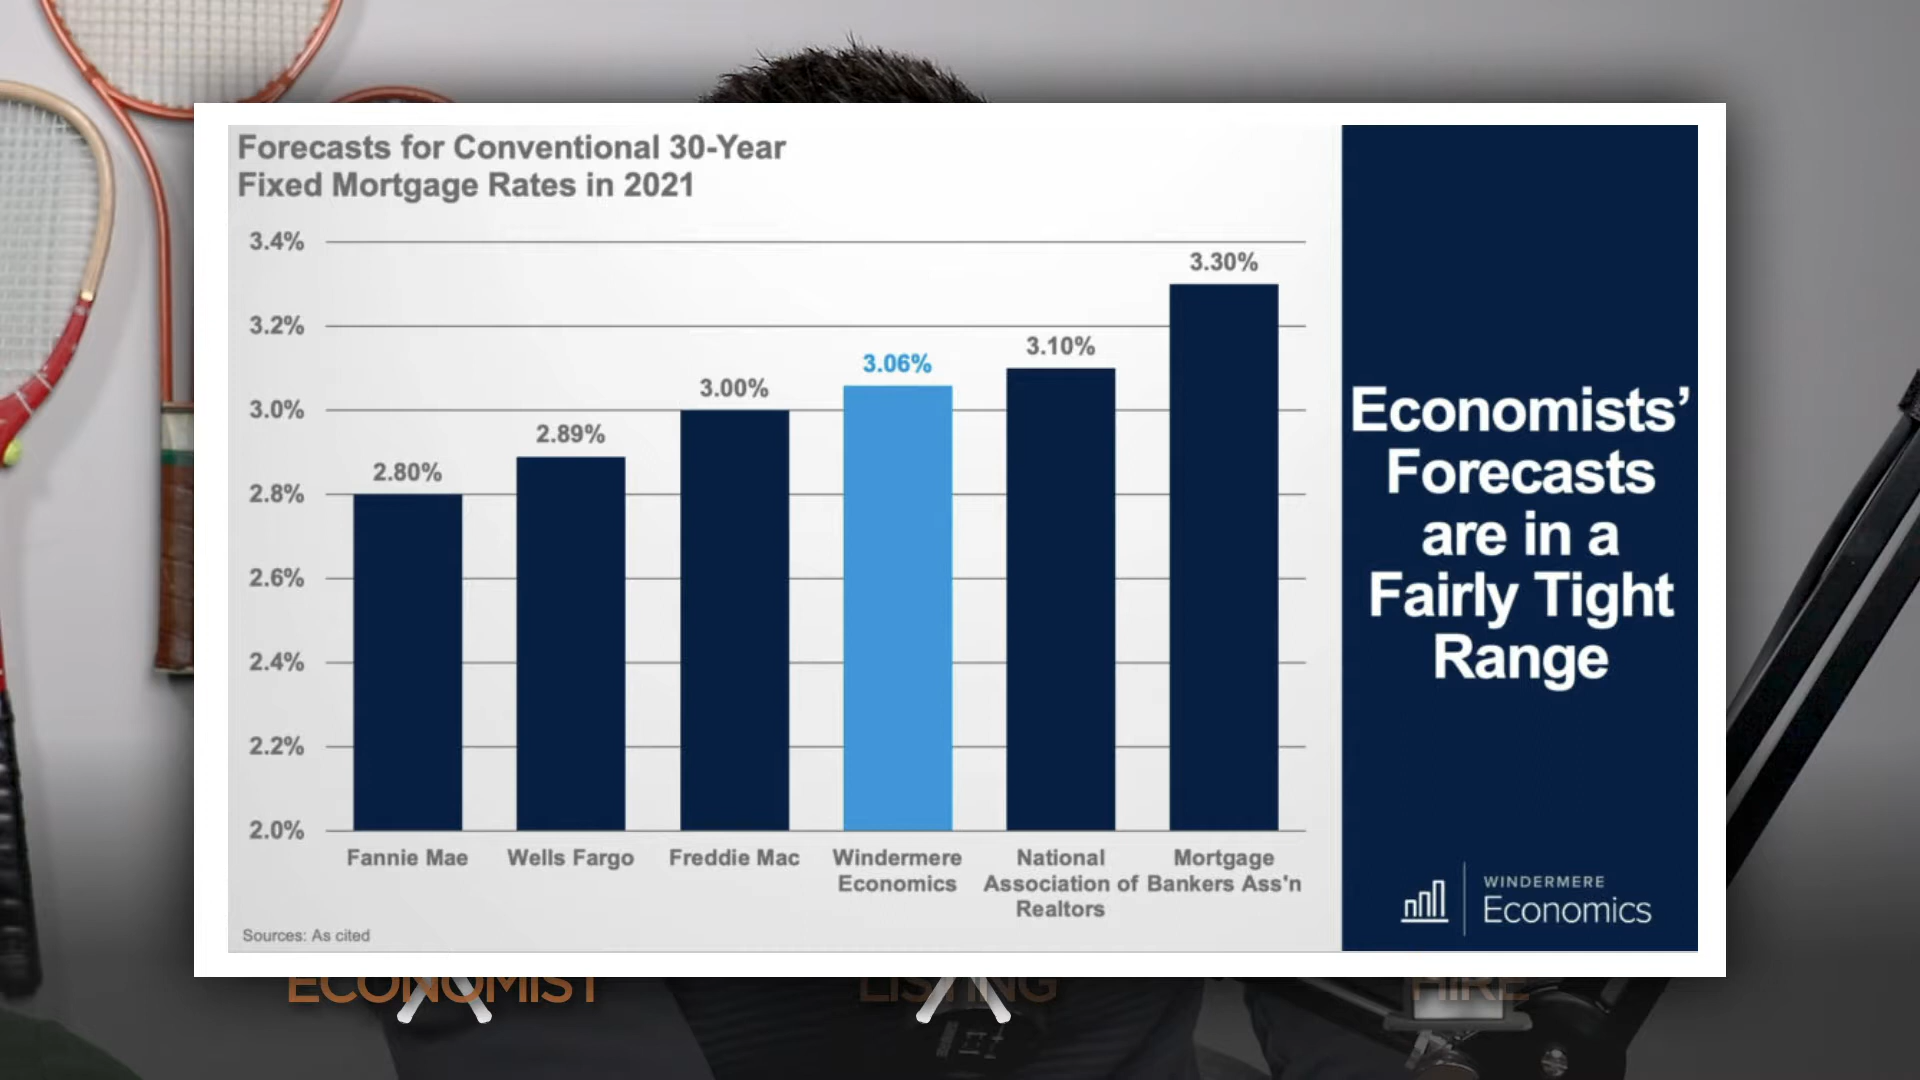 Forecasts for Conventional 30-Year
Fixed Mortgage Rates in 2021
3.4%
3.2%
3.0%
2.8%
2.6%
2.4%
2.2%
2.0%
2.80%
2.89%
3.00%
3.06%
3.10%
3.30%
Fannie Mae
Wells Fargo
Freddie Mac
Windermere
Economics
National
Association of
Realtors
Mortgage
Bankers Ass'n
Sources: As cited
Economists’
Forecasts
are in a
Fairly Tight
Range
WINDERMERE
Economics
ECONOMIST
LISTING
HIRE